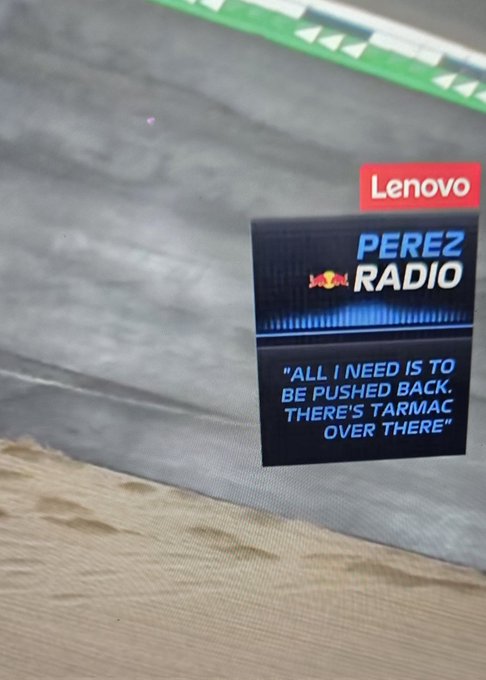 Lenovo
PEREZ
RADIO
"ALL I NEED IS TO
BE PUSHED BACK.
THERE'S TARMAC
OVER THERE"